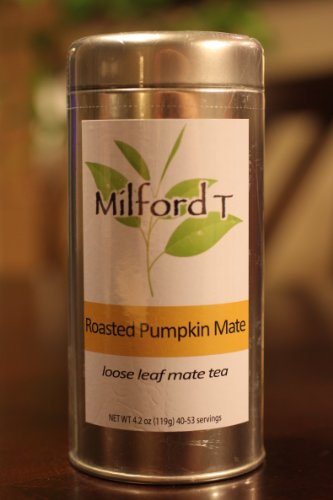 Milford T
Roasted Pumpkin Mate
loose leaf mate tea
NET WT 4.2 oz (119g) 40-53 servings